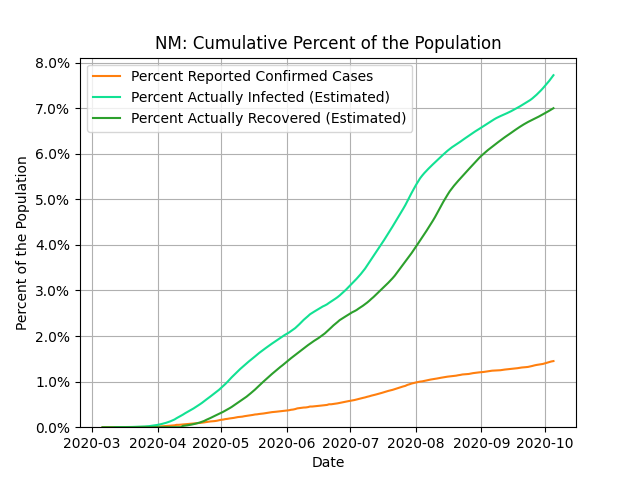 NM: Cumulative Percent of the Population
Percent Reported Confirmed Cases
Percent Actually Infected (Estimated)
Percent Actually Recovered (Estimated)
8.0%
7.0%
6.0%
5.0%
4.0%
3.0%
2.0%
1.0%
0.0%
Percent of the Population
2020-03 2020-04 2020-05 2020-06 2020-07 2020-08 2020-09 2020-10
Date